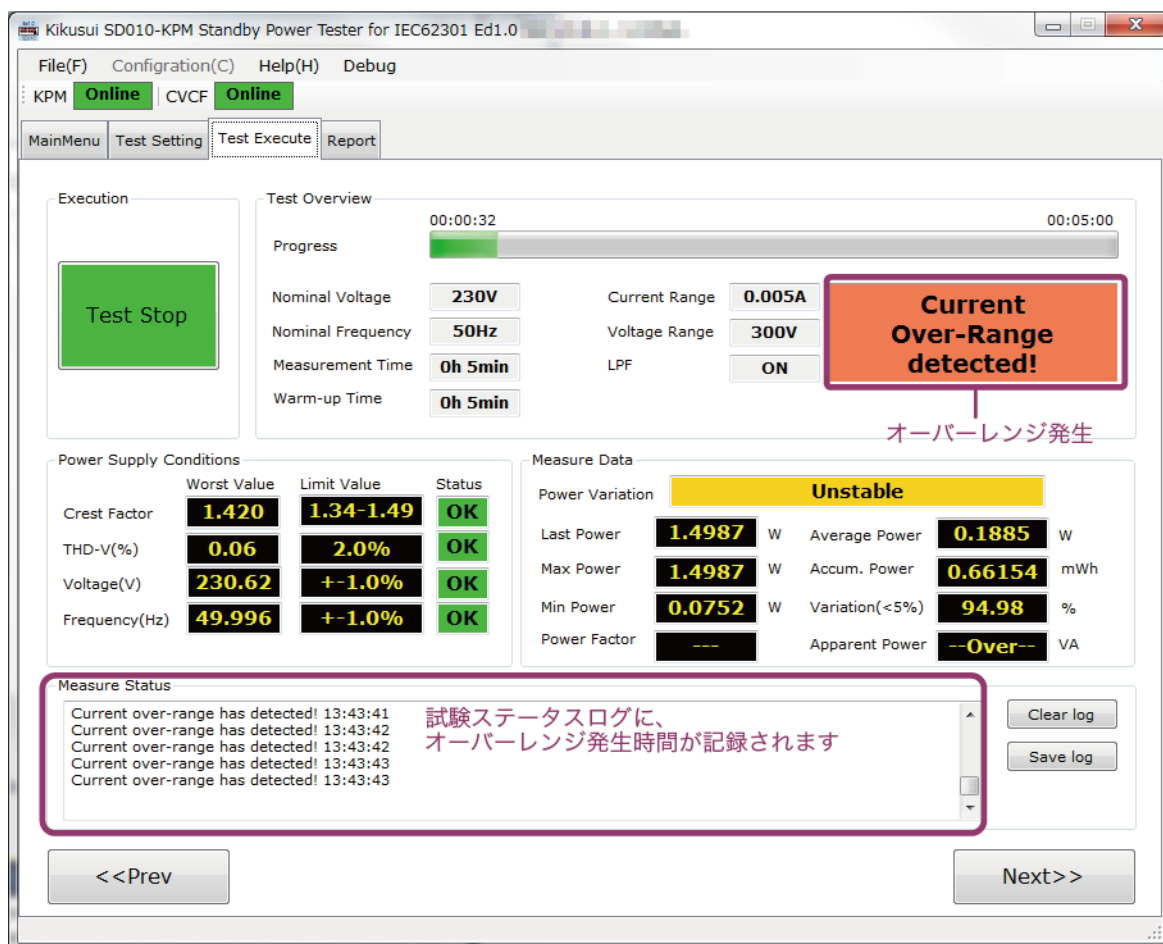 Kikusui SD010-KPM Standby Power Tester for IEC62301 Ed1.0
File(F) Configration(C) Help(H) Debug
KPM Online CVCF Online
MainMenu Test Setting Test Execute Report
Execution
Test Stop
Test Overview
00:00:32 00:05:00
Progress
Nominal Voltage 230V Current Range 0.005A
Nominal Frequency 50Hz Voltage Range 300V
Measurement Time 0h 5min LPF ON
Warm-up Time 0h 5min
Current
Over-Range
detected!
オーバーレンジ発生
Power Supply Conditions
Worst Value Limit Value Status
Crest Factor 1.420 1.34-1.49 OK
THD-V(%) 0.06 2.0% OK
Voltage(V) 230.62 +-1.0% OK
Frequency(Hz) 49.996 +-1.0% OK
Measure Data
Power Variation Unstable
Last Power 1.4987 W Average Power 0.1885 W
Max Power 1.4987 W Accum. Power 0.66154 mWh
Min Power 0.0752 W Variation(<5%) 94.98 %
Power Factor --- Apparent Power --Over-- VA
Measure Status
Current over-range has detected! 13:43:41
Current over-range has detected! 13:43:42
Current over-range has detected! 13:43:42
Current over-range has detected! 13:43:43
Current over-range has detected! 13:43:43
試験ステータスログに、
オーバーレンジ発生時間が記録されます
Clear log
Save log
<<Prev Next>>